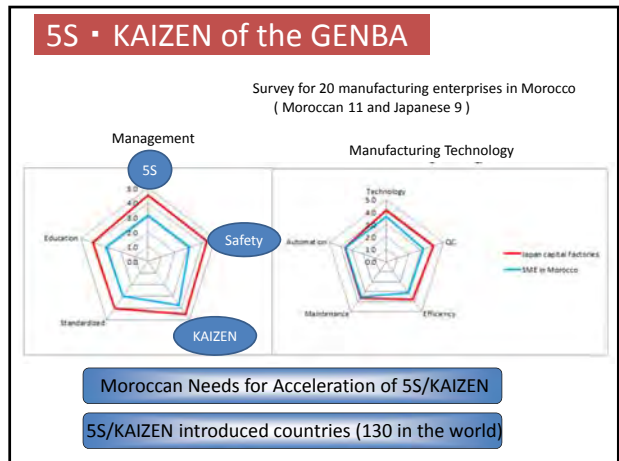 5S・KAIZEN of the GENBA
Survey for 20 manufacturing enterprises in Morocco
( Moroccan 11 and Japanese 9 )
Management
Manufacturing Technology
5S
5.0
4.0
3.0
2.0
1.0
0.0
Education
Safety
Standardized
KAIZEN
Technology
5.0
4.0
3.0
2.0
1.0
0.0
Automation
QC
Maintenance
Efficiency
Japan capital factories
SME in Morocco
Moroccan Needs for Acceleration of 5S/KAIZEN
5S/KAIZEN introduced countries (130 in the world)